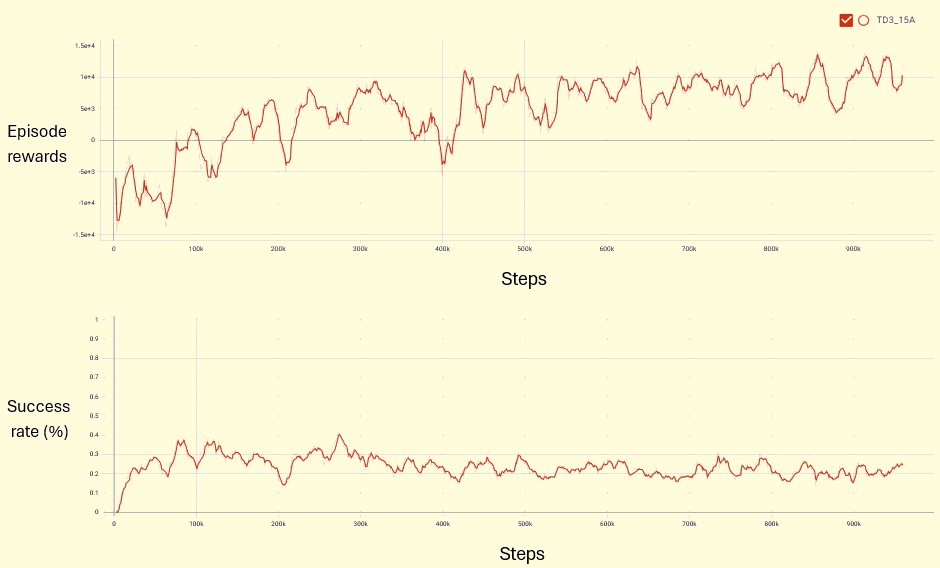 TD3_15A
1.5e+4
1e+4
5e+3
0
-5e+3
-1e+4
-1.5e+4
Episode
rewards
0 100k 200k 300k 400k 500k 600k 700k 800k 900k
Steps
1
0.9
0.8
0.7
0.6
0.5
0.4
0.3
0.2
0.1
0
Success
rate (%)
0 100k 200k 300k 400k 500k 600k 700k 800k 900k
Steps